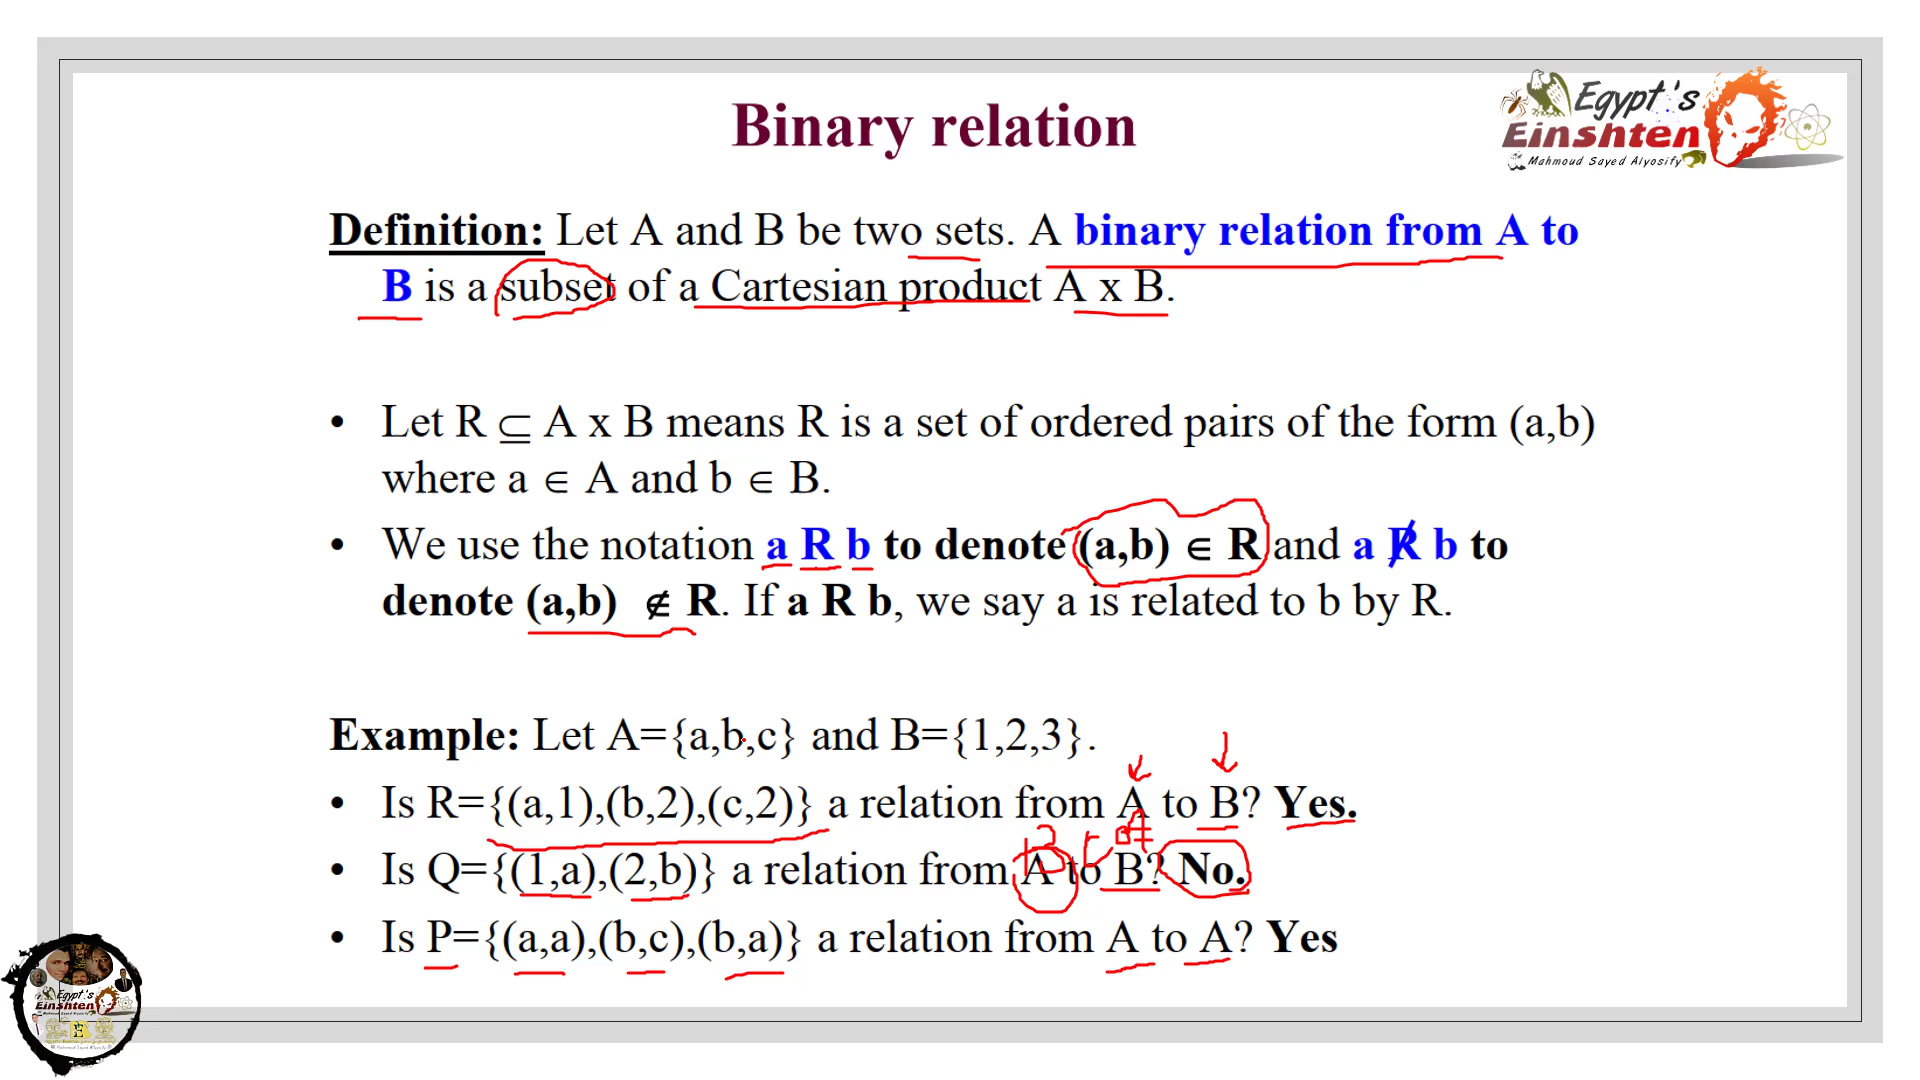 Binary relation
Egypt's
Einshten
Mahmoud Sayed Alyosify
Definition: Let A and B be two sets. A binary relation from A to
B is a subset of a Cartesian product A x B.
• Let R ⊆ A x B means R is a set of ordered pairs of the form (a,b)
where a ∈ A and b ∈ B.
• We use the notation a R b to denote (a,b) ∈ R and a R̸ b to
denote (a,b) ∉ R. If a R b, we say a is related to b by R.
Example: Let A={a,b,c} and B={1,2,3}.
• Is R={(a,1),(b,2),(c,2)} a relation from A to B? Yes.
B to A
• Is Q={(1,a),(2,b)} a relation from A to B? No.
• Is P={(a,a),(b,c),(b,a)} a relation from A to A? Yes
Egypt's
Einshten